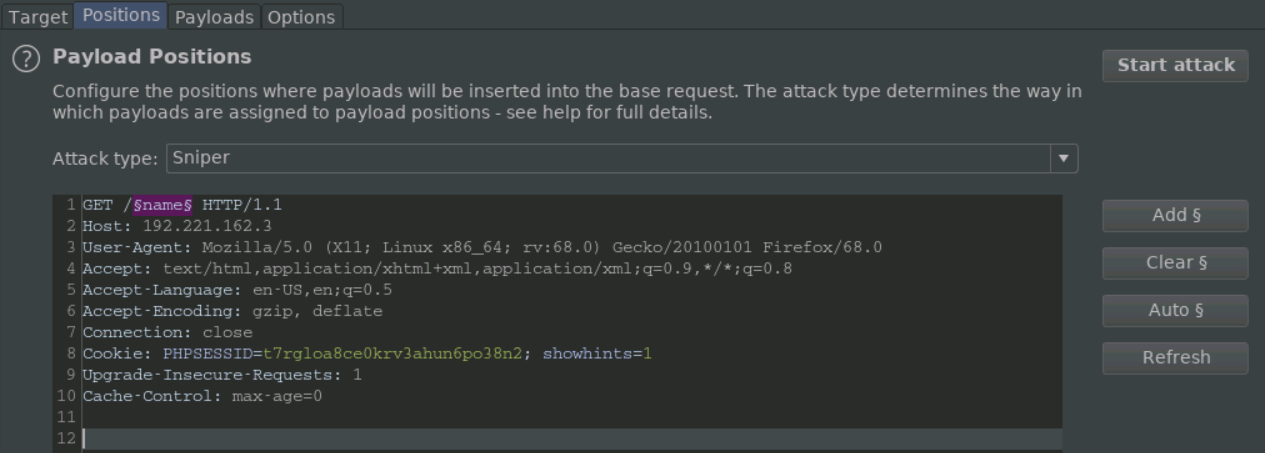 Target Positions Payloads Options
? Payload Positions
Start attack
Configure the positions where payloads will be inserted into the base request. The attack type determines the way in
which payloads are assigned to payload positions - see help for full details.
Attack type: Sniper
1 GET /§name§ HTTP/1.1
2 Host: 192.221.162.3
3 User-Agent: Mozilla/5.0 (X11; Linux x86_64; rv:68.0) Gecko/20100101 Firefox/68.0
4 Accept: text/html,application/xhtml+xml,application/xml;q=0.9,*/*;q=0.8
5 Accept-Language: en-US,en;q=0.5
6 Accept-Encoding: gzip, deflate
7 Connection: close
8 Cookie: PHPSESSID=t7rgloa8ce0krv3ahun6po38n2; showhints=1
9 Upgrade-Insecure-Requests: 1
10 Cache-Control: max-age=0
11
12
Add §
Clear §
Auto §
Refresh